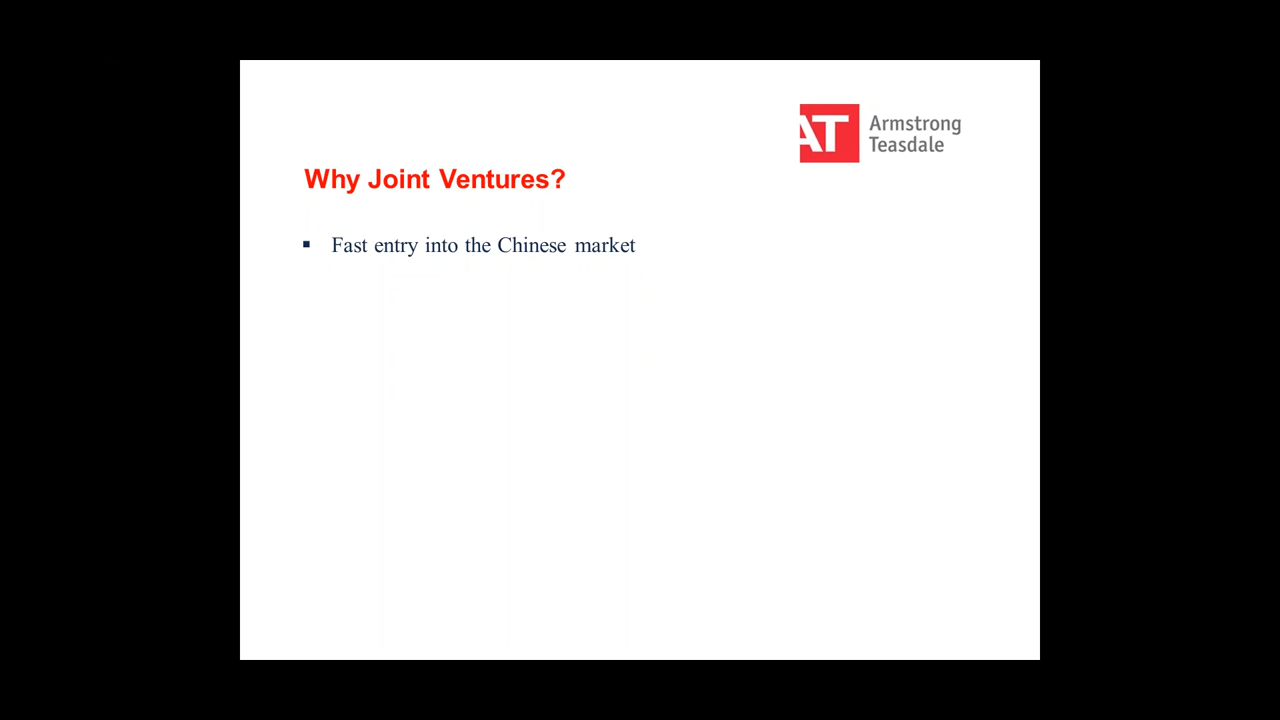 AT Armstrong
Teasdale
Why Joint Ventures?
▪ Fast entry into the Chinese market